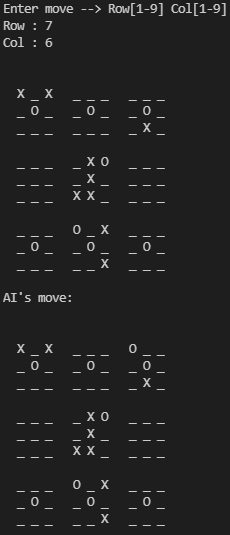 Enter move --> Row[1-9] Col[1-9]
Row : 7
Col : 6
X _ X _ _ _ _ _ _
_ O _ _ O _ _ O _
_ _ _ _ _ _ _ X _
_ _ _ _ X O _ _ _
_ _ _ _ X _ _ _ _
_ _ _ X X _ _ _ _
_ _ _ O _ X _ _ _
_ O _ _ O _ _ O _
_ _ _ _ _ X _ _ _
AI's move:
X _ X _ _ _ O _ _
_ O _ _ O _ _ O _
_ _ _ _ _ _ _ X _
_ _ _ _ X O _ _ _
_ _ _ _ X _ _ _ _
_ _ _ X X _ _ _ _
_ _ _ O _ X _ _ _
_ O _ _ O _ _ O _
_ _ _ _ _ X _ _ _